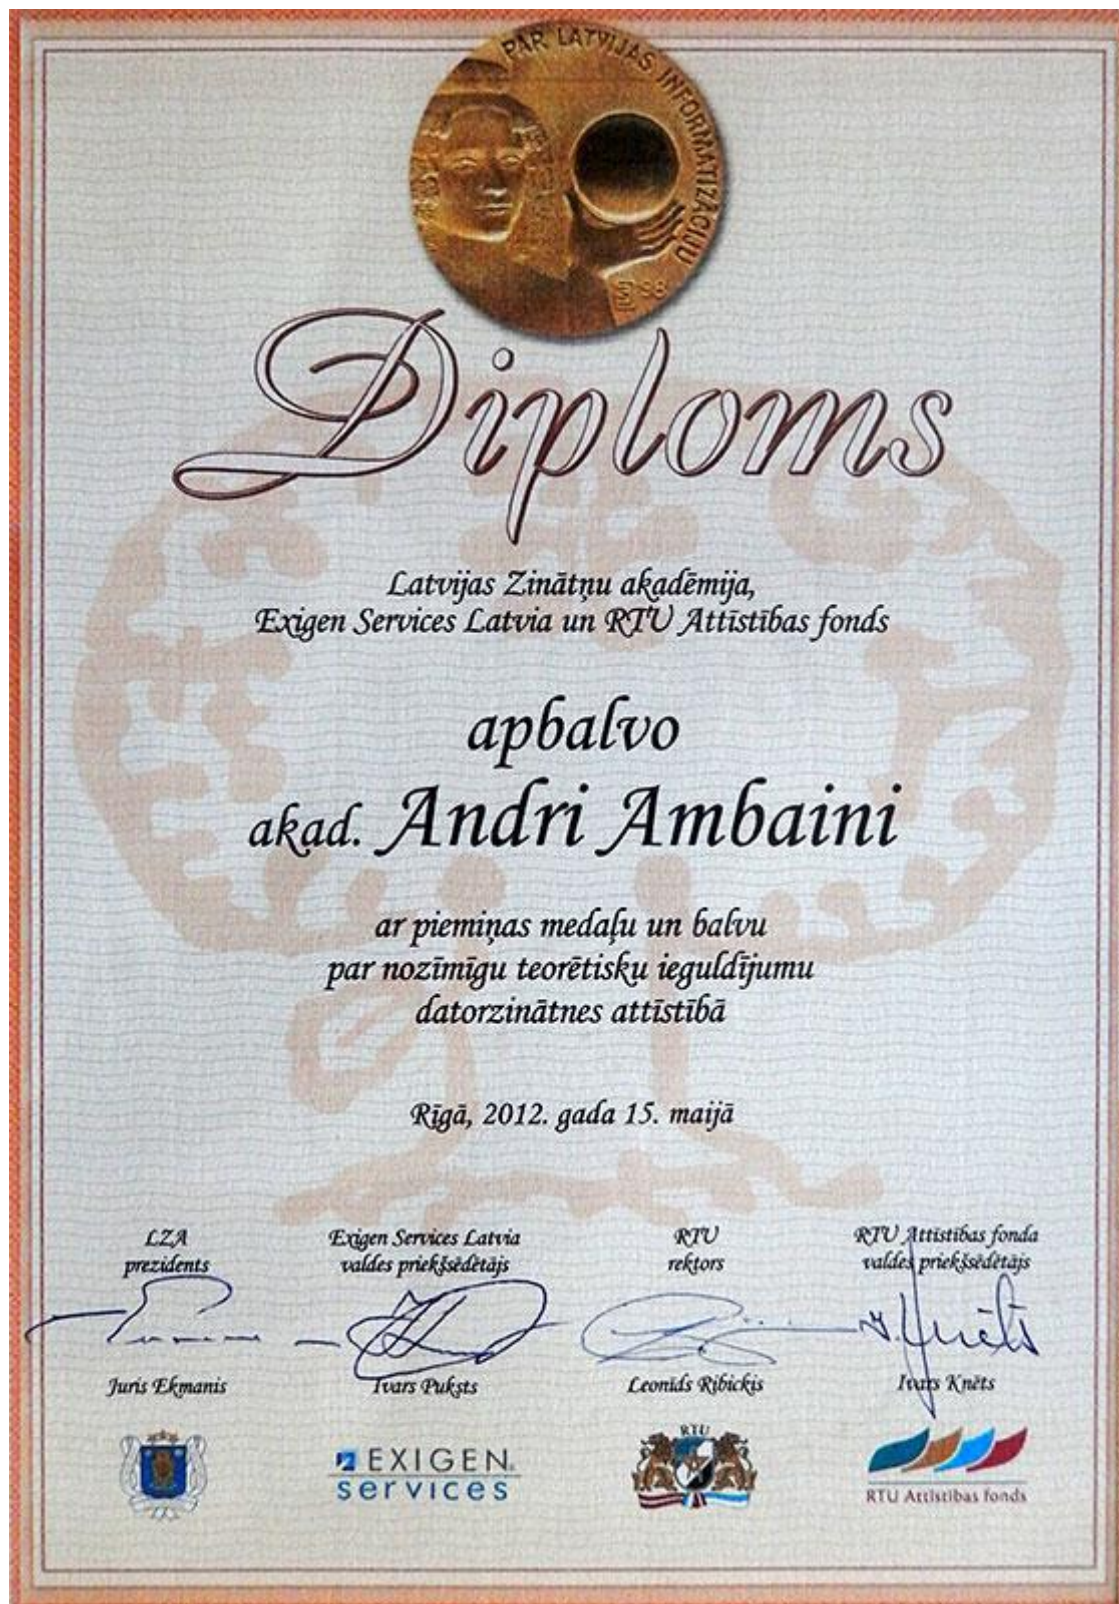 PAR LATVIJAS INFORMATIZĀCIJU
98
Diploms
Latvijas Zinātņu akadēmija,
Exigen Services Latvia un RTU Attīstības fonds
apbalvo
akad. Andri Ambaini
ar piemiņas medaļu un balvu
par nozīmīgu teorētisku ieguldījumu
datorzinātnes attīstībā
Rīgā, 2012. gada 15. maijā
LZA
prezidents
Exigen Services Latvia
valdes priekšsēdētājs
RTU
rektors
RTU Attīstības fonda
valdes priekšsēdētājs
Juris Ekmanis
Ivars Puksts
Leonīds Ribickis
Ivars Knēts
EXIGEN
services
RTU
RTU Attīstības fonds